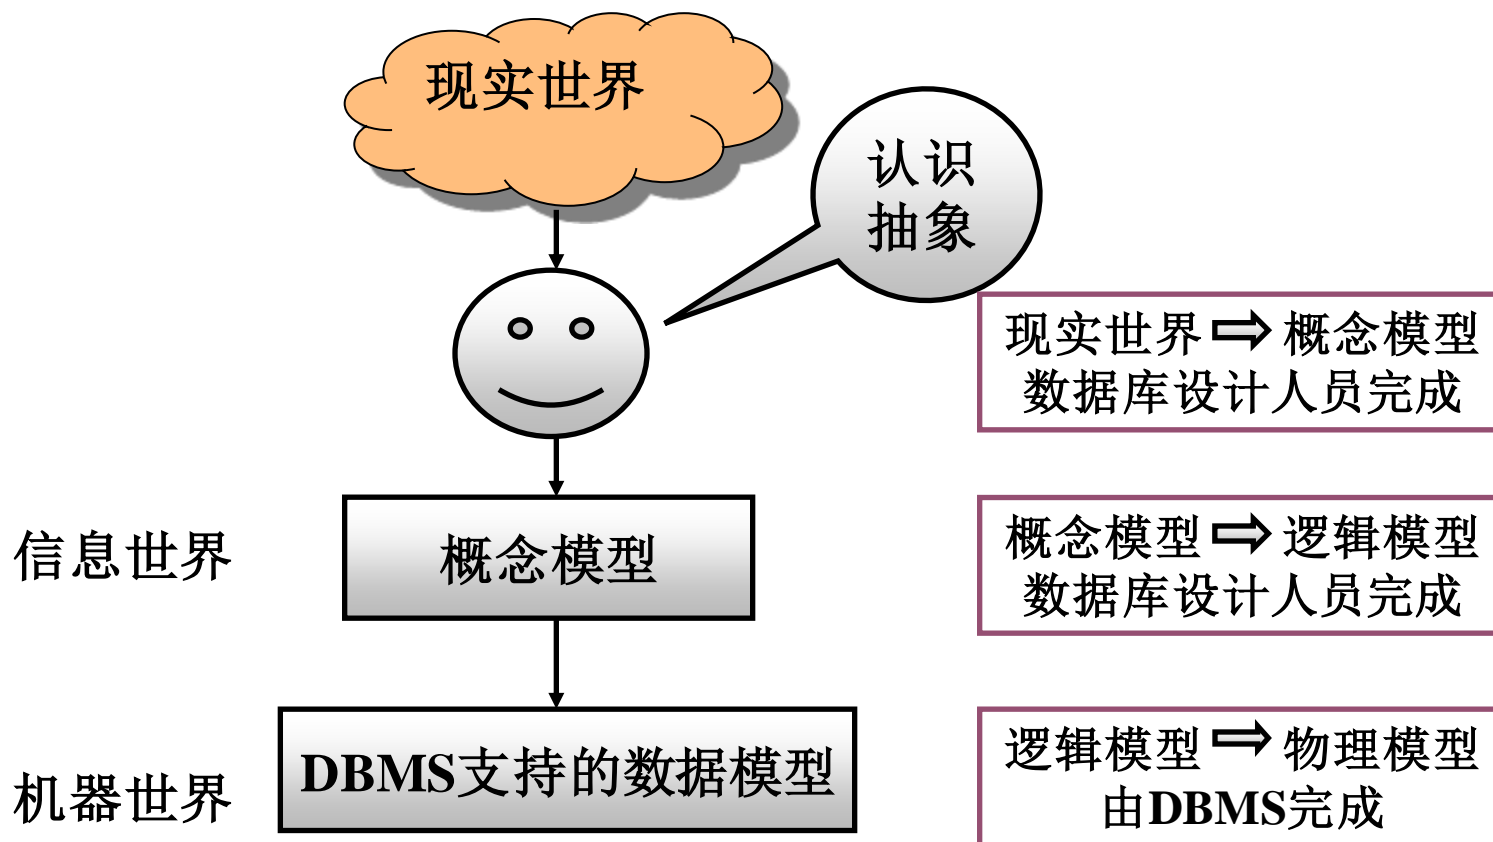 现实世界
认识
抽象
现实世界 概念模型
数据库设计人员完成
信息世界
概念模型
概念模型 逻辑模型
数据库设计人员完成
机器世界
DBMS支持的数据模型
逻辑模型 物理模型
由DBMS完成